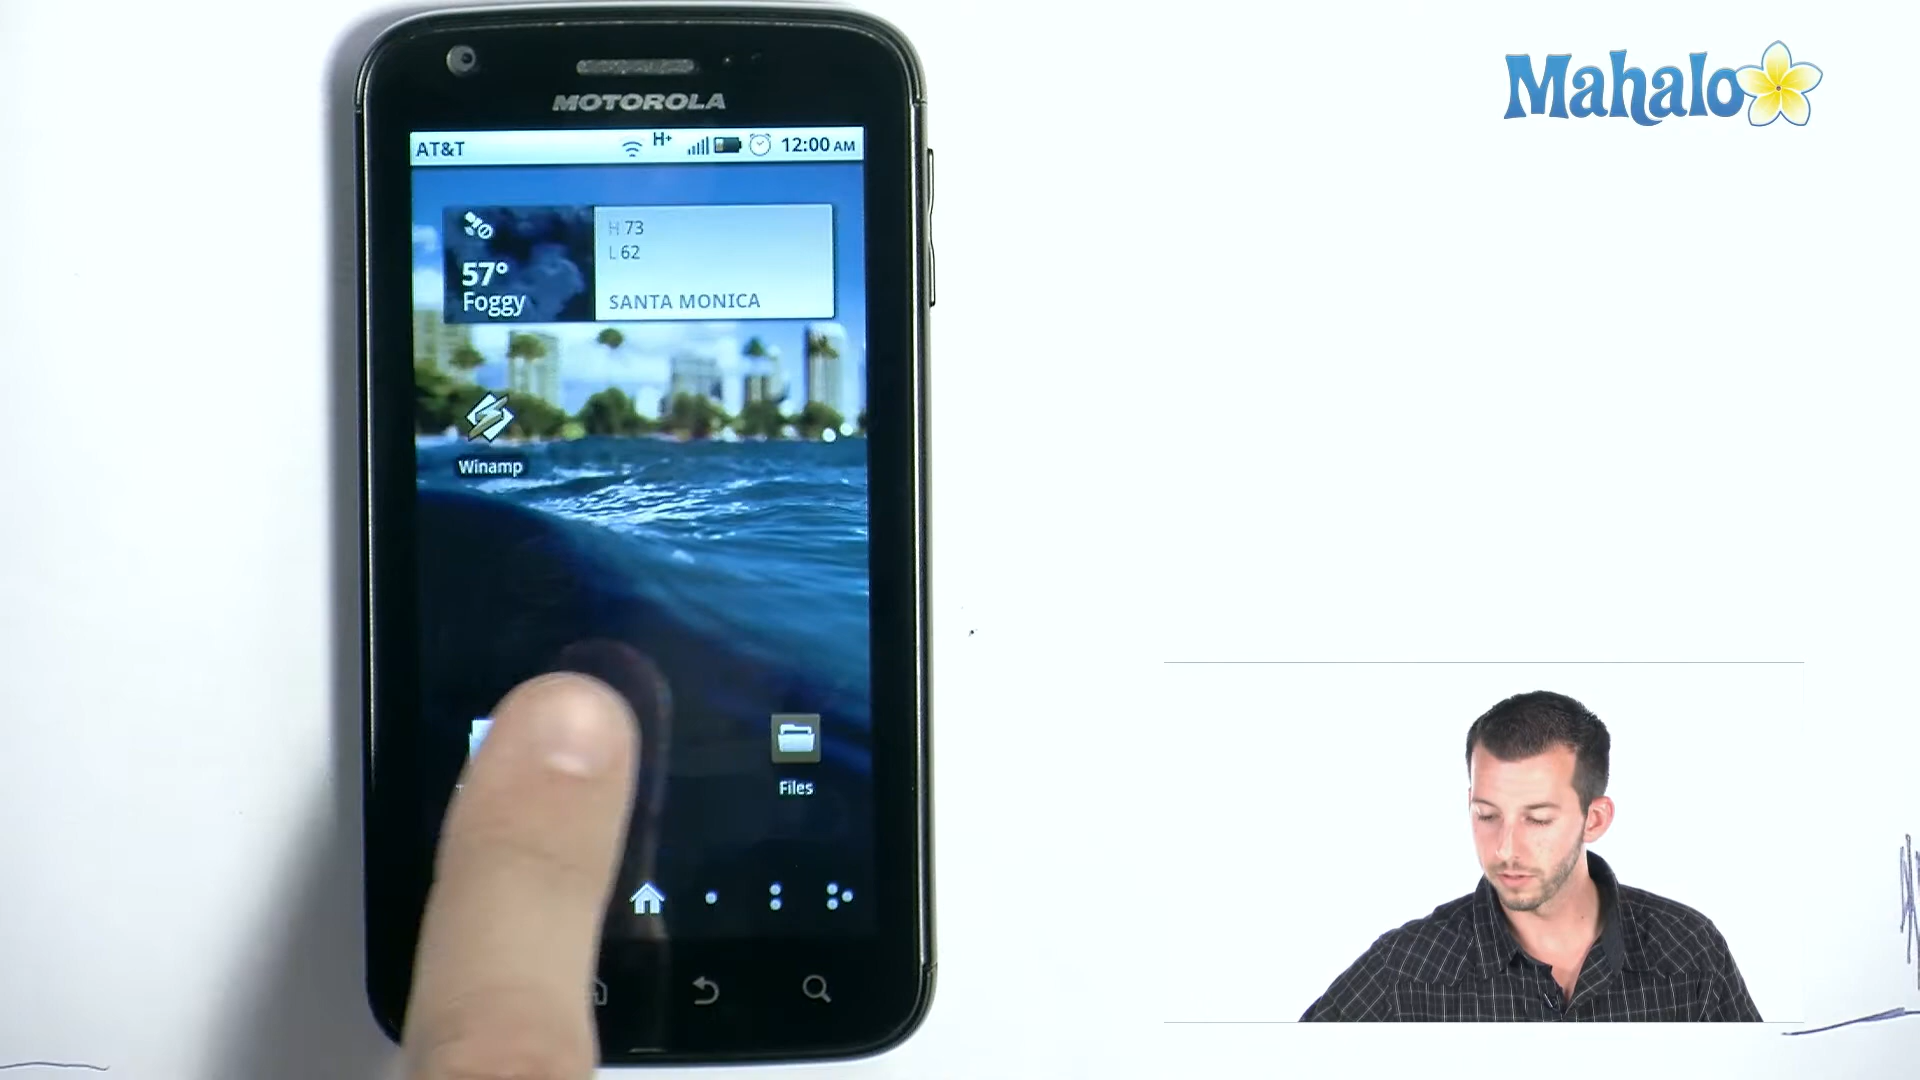 Mahalo
MOTOROLA
AT&T H+ 12:00 AM
H 73
L 62
57°
Foggy
SANTA MONICA
Winamp
Files